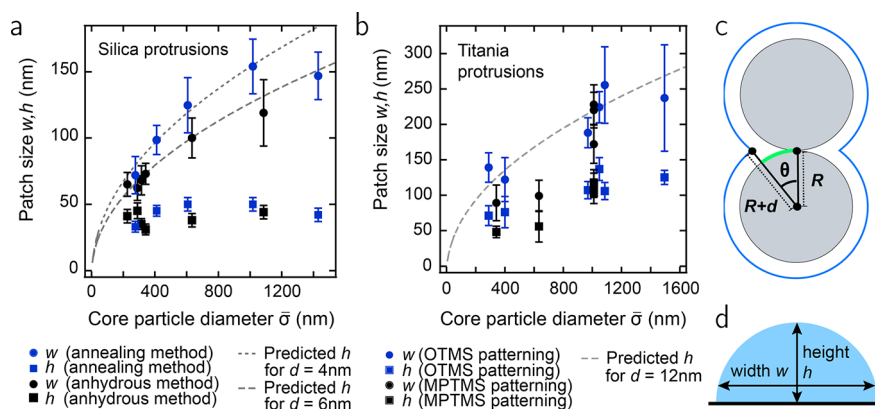 a
Silica protrusions
Patch size w,h (nm)
150
100
50
0
0 400 800 1200
Core particle diameter σ̄ (nm)
w (annealing method)
h (annealing method)
w (anhydrous method)
h (anhydrous method)
Predicted h
for d = 4nm
Predicted h
for d = 6nm
b
Titania
protrusions
Patch size w,h (nm)
350
300
250
200
150
100
50
0
0 400 800 1200 1600
Core particle diameter σ̄ (nm)
w (OTMS patterning)
h (OTMS patterning)
w (MPTMS patterning)
h (MPTMS patterning)
Predicted h
for d = 12nm
c
θ
R
R+d
d
width w
height
h